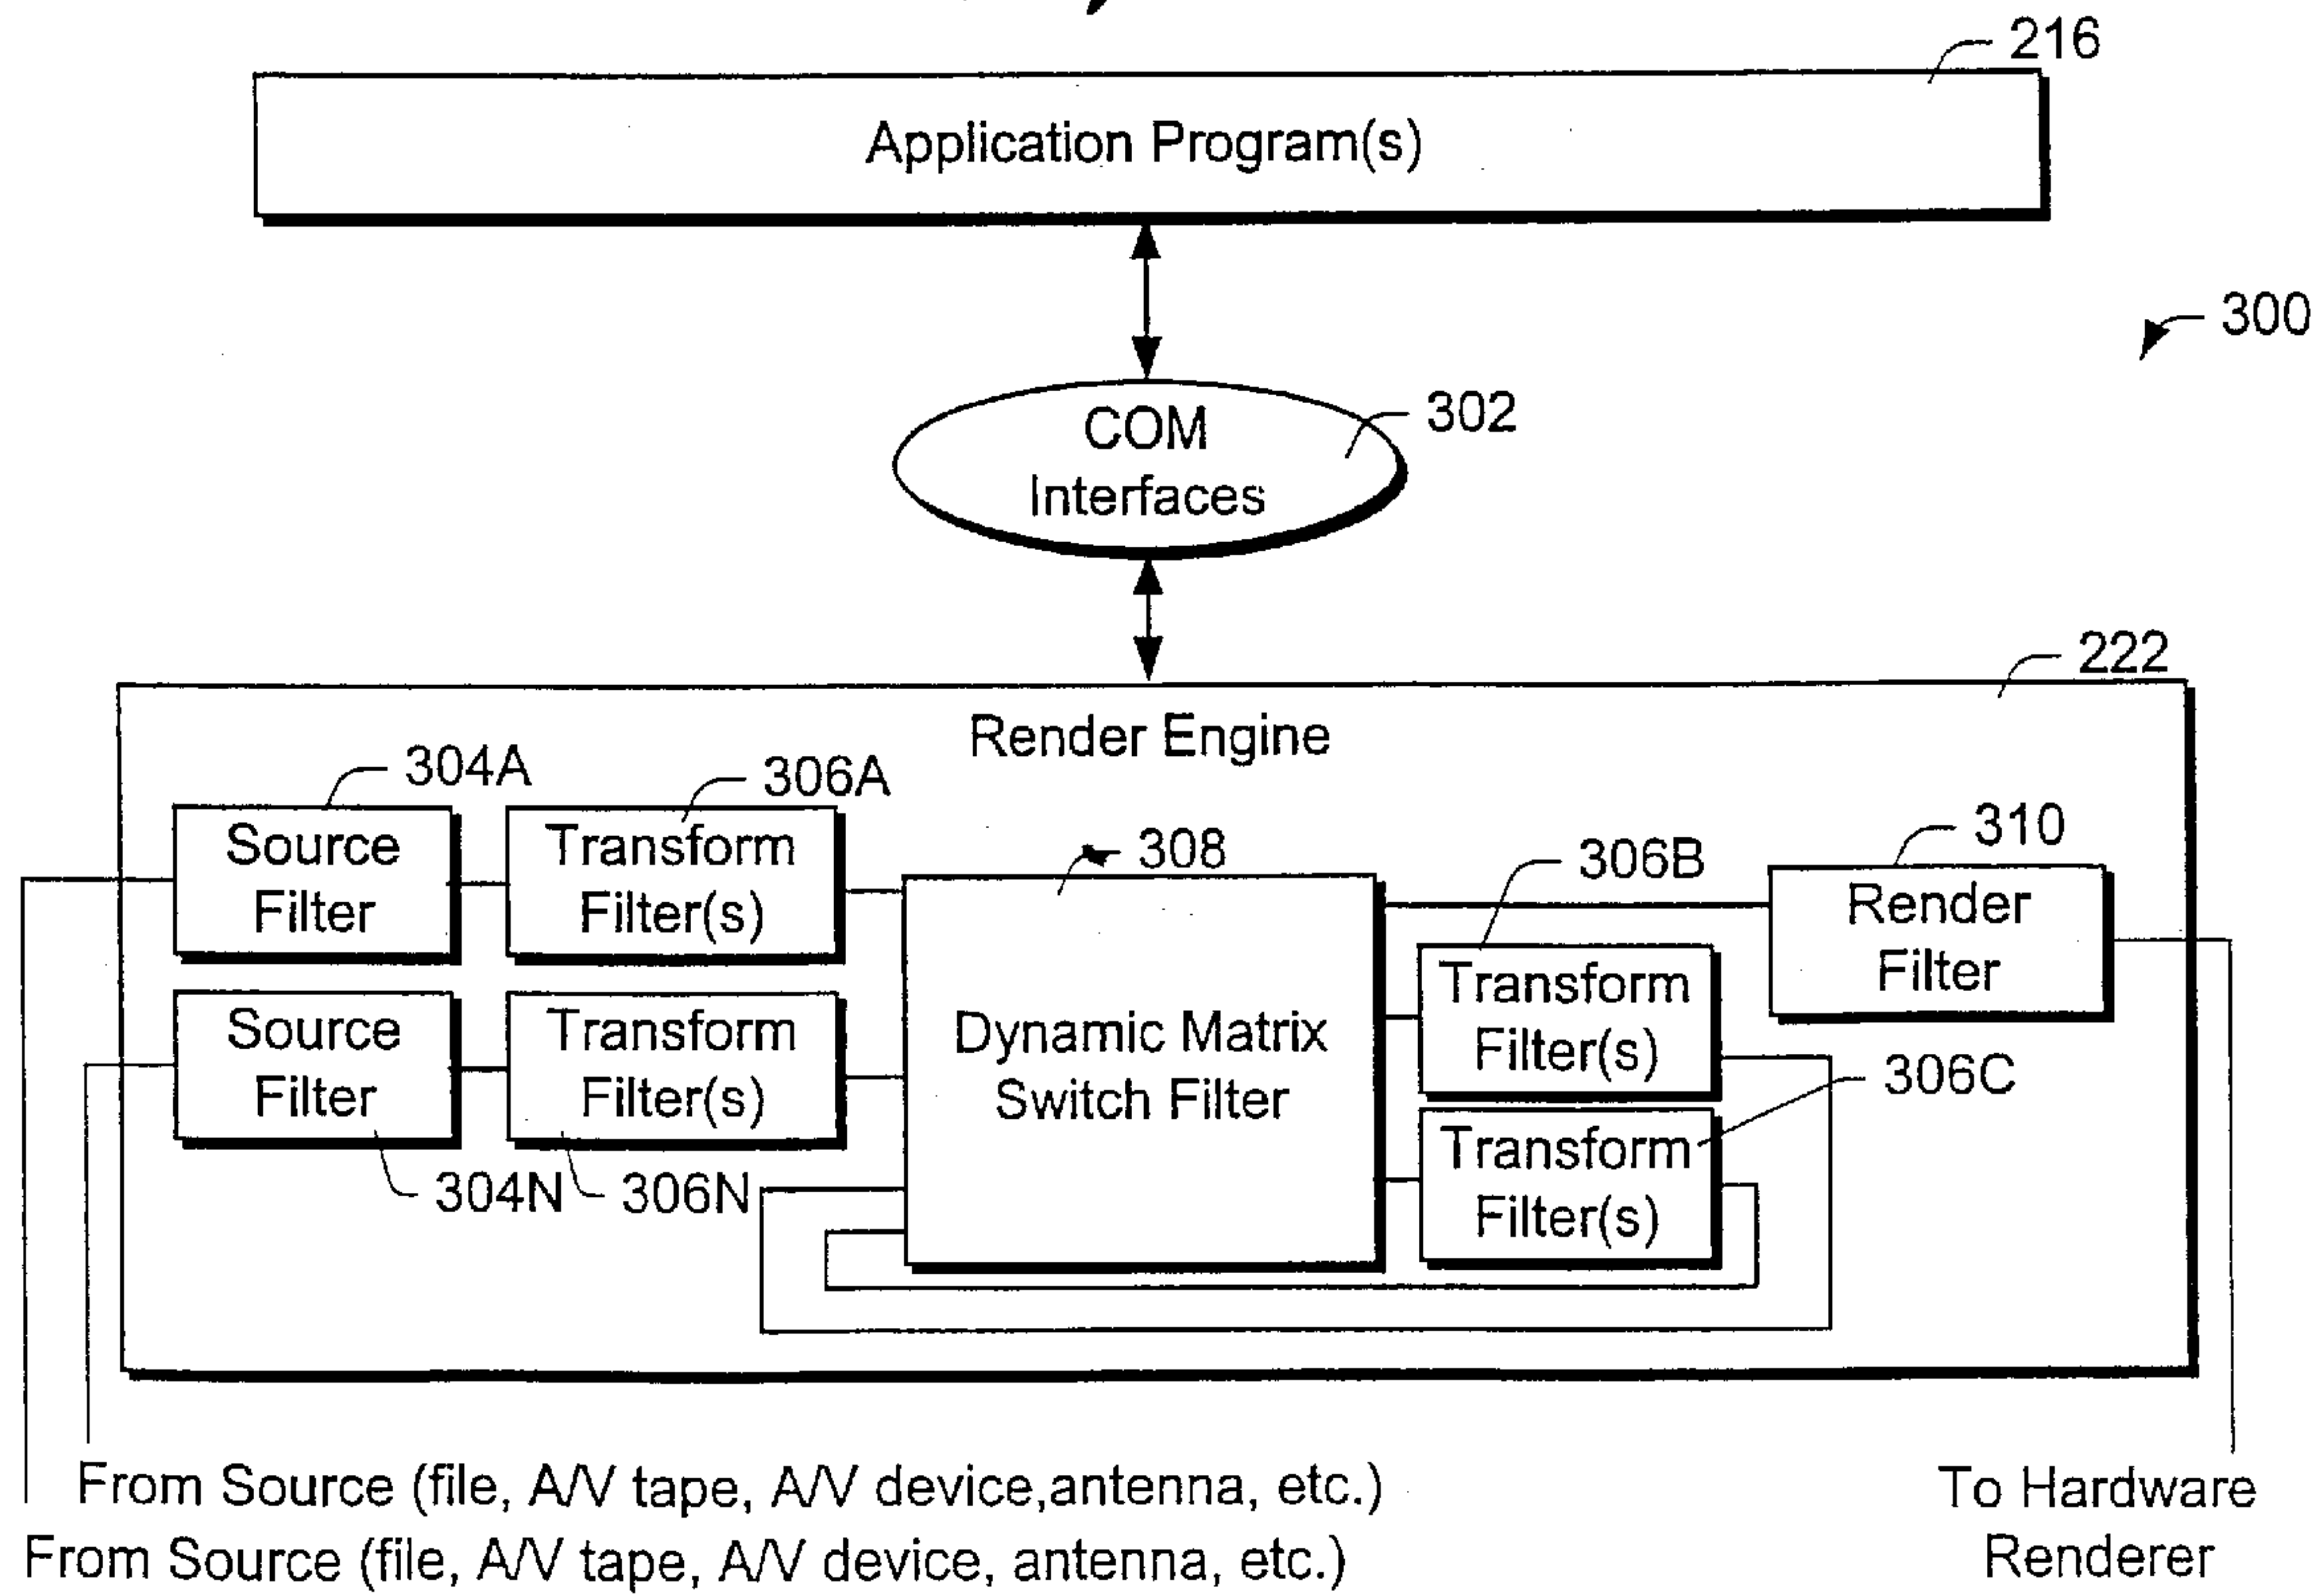 216
Application Program(s)
300
COM
Interfaces
302
222
Render Engine
304A
306A
Source
Filter
Transform
Filter(s)
308
306B
310
Render
Filter
Source
Filter
Transform
Filter(s)
Dynamic Matrix
Switch Filter
Transform
Filter(s)
306C
Transform
Filter(s)
304N
306N
From Source (file, A/V tape, A/V device,antenna, etc.)
From Source (file, A/V tape, A/V device, antenna, etc.)
To Hardware
Renderer